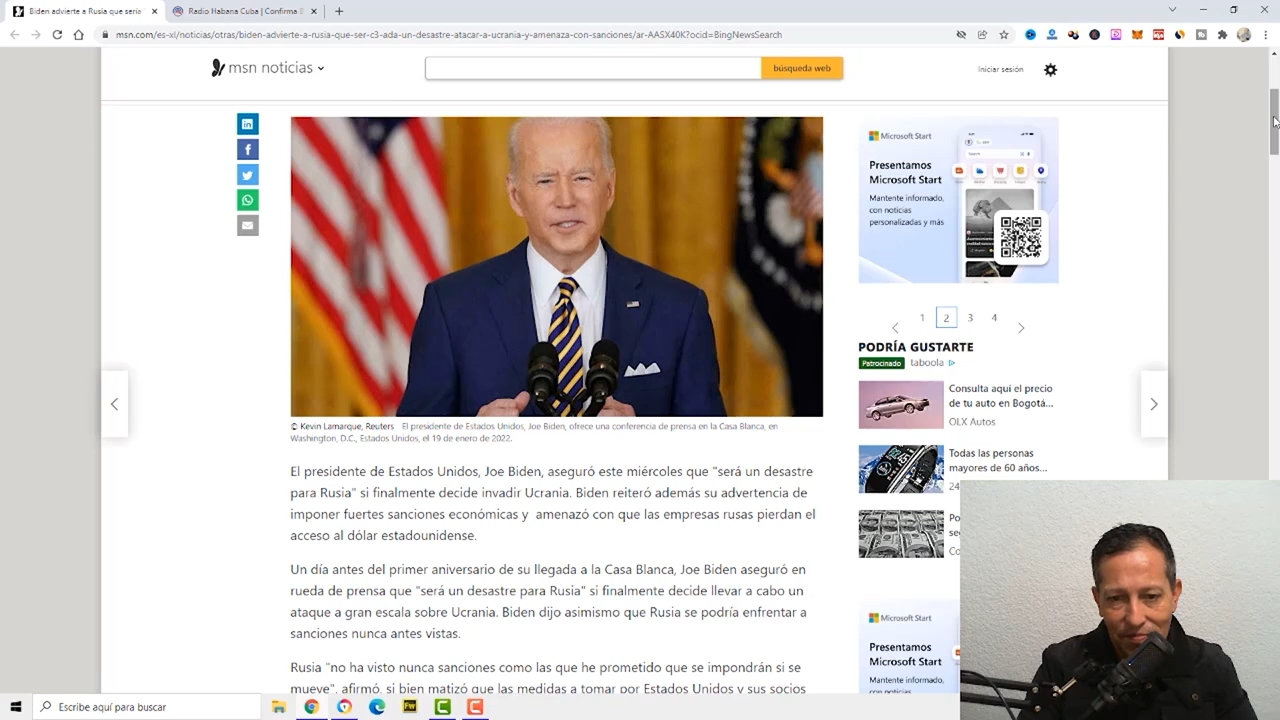 Biden advierte a Rusia que sería
Radio Habana Cuba | Confirma
msn.com/es-xl/noticias/otras/biden-advierte-a-rusia-que-ser-c3-ada-un-desastre-atacar-a-ucrania-y-amenaza-con-sanciones/ar-AASX40K?ocid=BingNewsSearch
msn noticias
búsqueda web
Iniciar sesión
Microsoft Start
Presentamos
Microsoft Start
Mantente informado,
con noticias
personalizadas y más
1 2 3 4
PODRÍA GUSTARTE
Patrocinado taboola
Consulta aquí el precio
de tu auto en Bogotá...
OLX Autos
Todas las personas
mayores de 60 años...
24
Po
se
Co
© Kevin Lamarque, Reuters El presidente de Estados Unidos, Joe Biden, ofrece una conferencia de prensa en la Casa Blanca, en
Washington, D.C., Estados Unidos, el 19 de enero de 2022.
El presidente de Estados Unidos, Joe Biden, aseguró este miércoles que "será un desastre
para Rusia" si finalmente decide invadir Ucrania. Biden reiteró además su advertencia de
imponer fuertes sanciones económicas y amenazó con que las empresas rusas pierdan el
acceso al dólar estadounidense.
Un día antes del primer aniversario de su llegada a la Casa Blanca, Joe Biden aseguró en
rueda de prensa que "será un desastre para Rusia" si finalmente decide llevar a cabo un
ataque a gran escala sobre Ucrania. Biden dijo asimismo que Rusia se podría enfrentar a
sanciones nunca antes vistas.
Rusia "no ha visto nunca sanciones como las que he prometido que se impondrán si se
mueve", afirmó, si bien matizó que las medidas a tomar por Estados Unidos y sus socios
Microsoft Start
Presentamos
Microsoft Start
Mantente informado,
con noticias
Escribe aquí para buscar
Fw